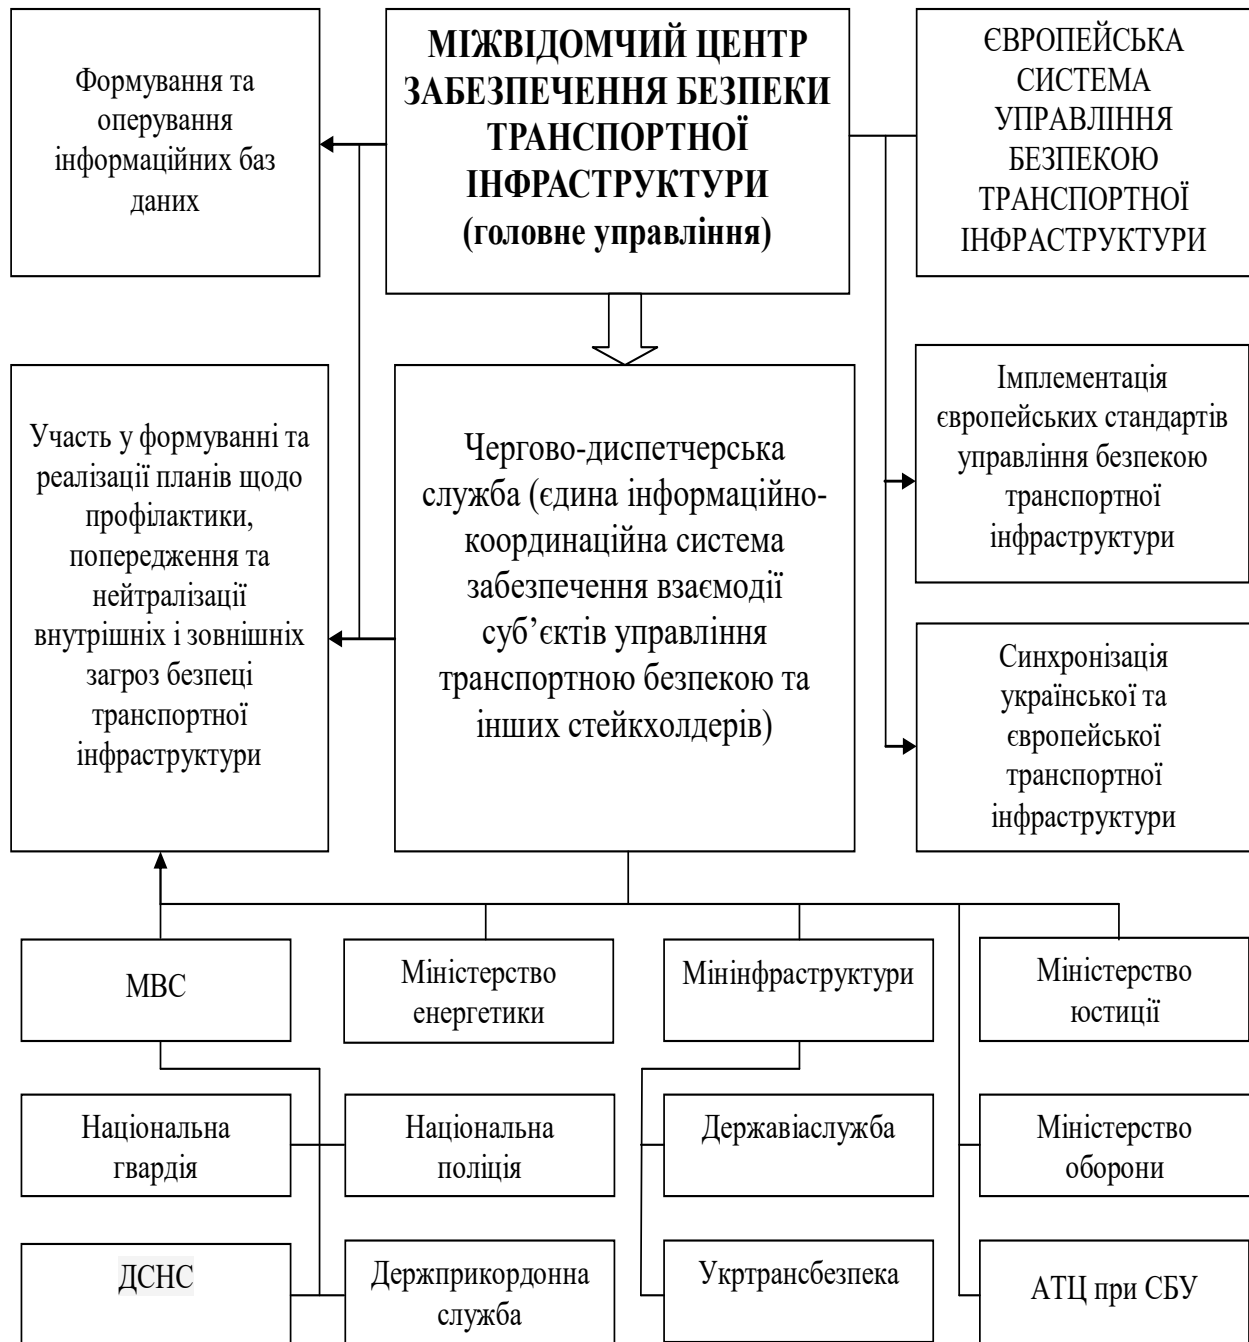 Формування та
оперування
інформаційних баз
даних
МІЖВІДОМЧИЙ ЦЕНТР
ЗАБЕЗПЕЧЕННЯ БЕЗПЕКИ
ТРАНСПОРТНОЇ
ІНФРАСТРУКТУРИ
(головне управління)
ЄВРОПЕЙСЬКА
СИСТЕМА
УПРАВЛІННЯ
БЕЗПЕКОЮ
ТРАНСПОРТНОЇ
ІНФРАСТРУКТУРИ
Участь у формуванні та
реалізації планів щодо
профілактики,
попередження та
нейтралізації
внутрішніх і зовнішніх
загроз безпеці
транспортної
інфраструктури
Чергово-диспетчерська
служба (єдина інформаційно-
координаційна система
забезпечення взаємодії
суб’єктів управління
транспортною безпекою та
інших стейкхолдерів)
Імплементація
європейських стандартів
управління безпекою
транспортної
інфраструктури
Синхронізація
української та
європейської
транспортної
інфраструктури
МВС
Міністерство
енергетики
Мінінфраструктури
Міністерство
юстиції
Національна
гвардія
Національна
поліція
Державіаслужба
Міністерство
оборони
ДСНС
Держприкордонна
служба
Укртрансбезпека
АТЦ при СБУ